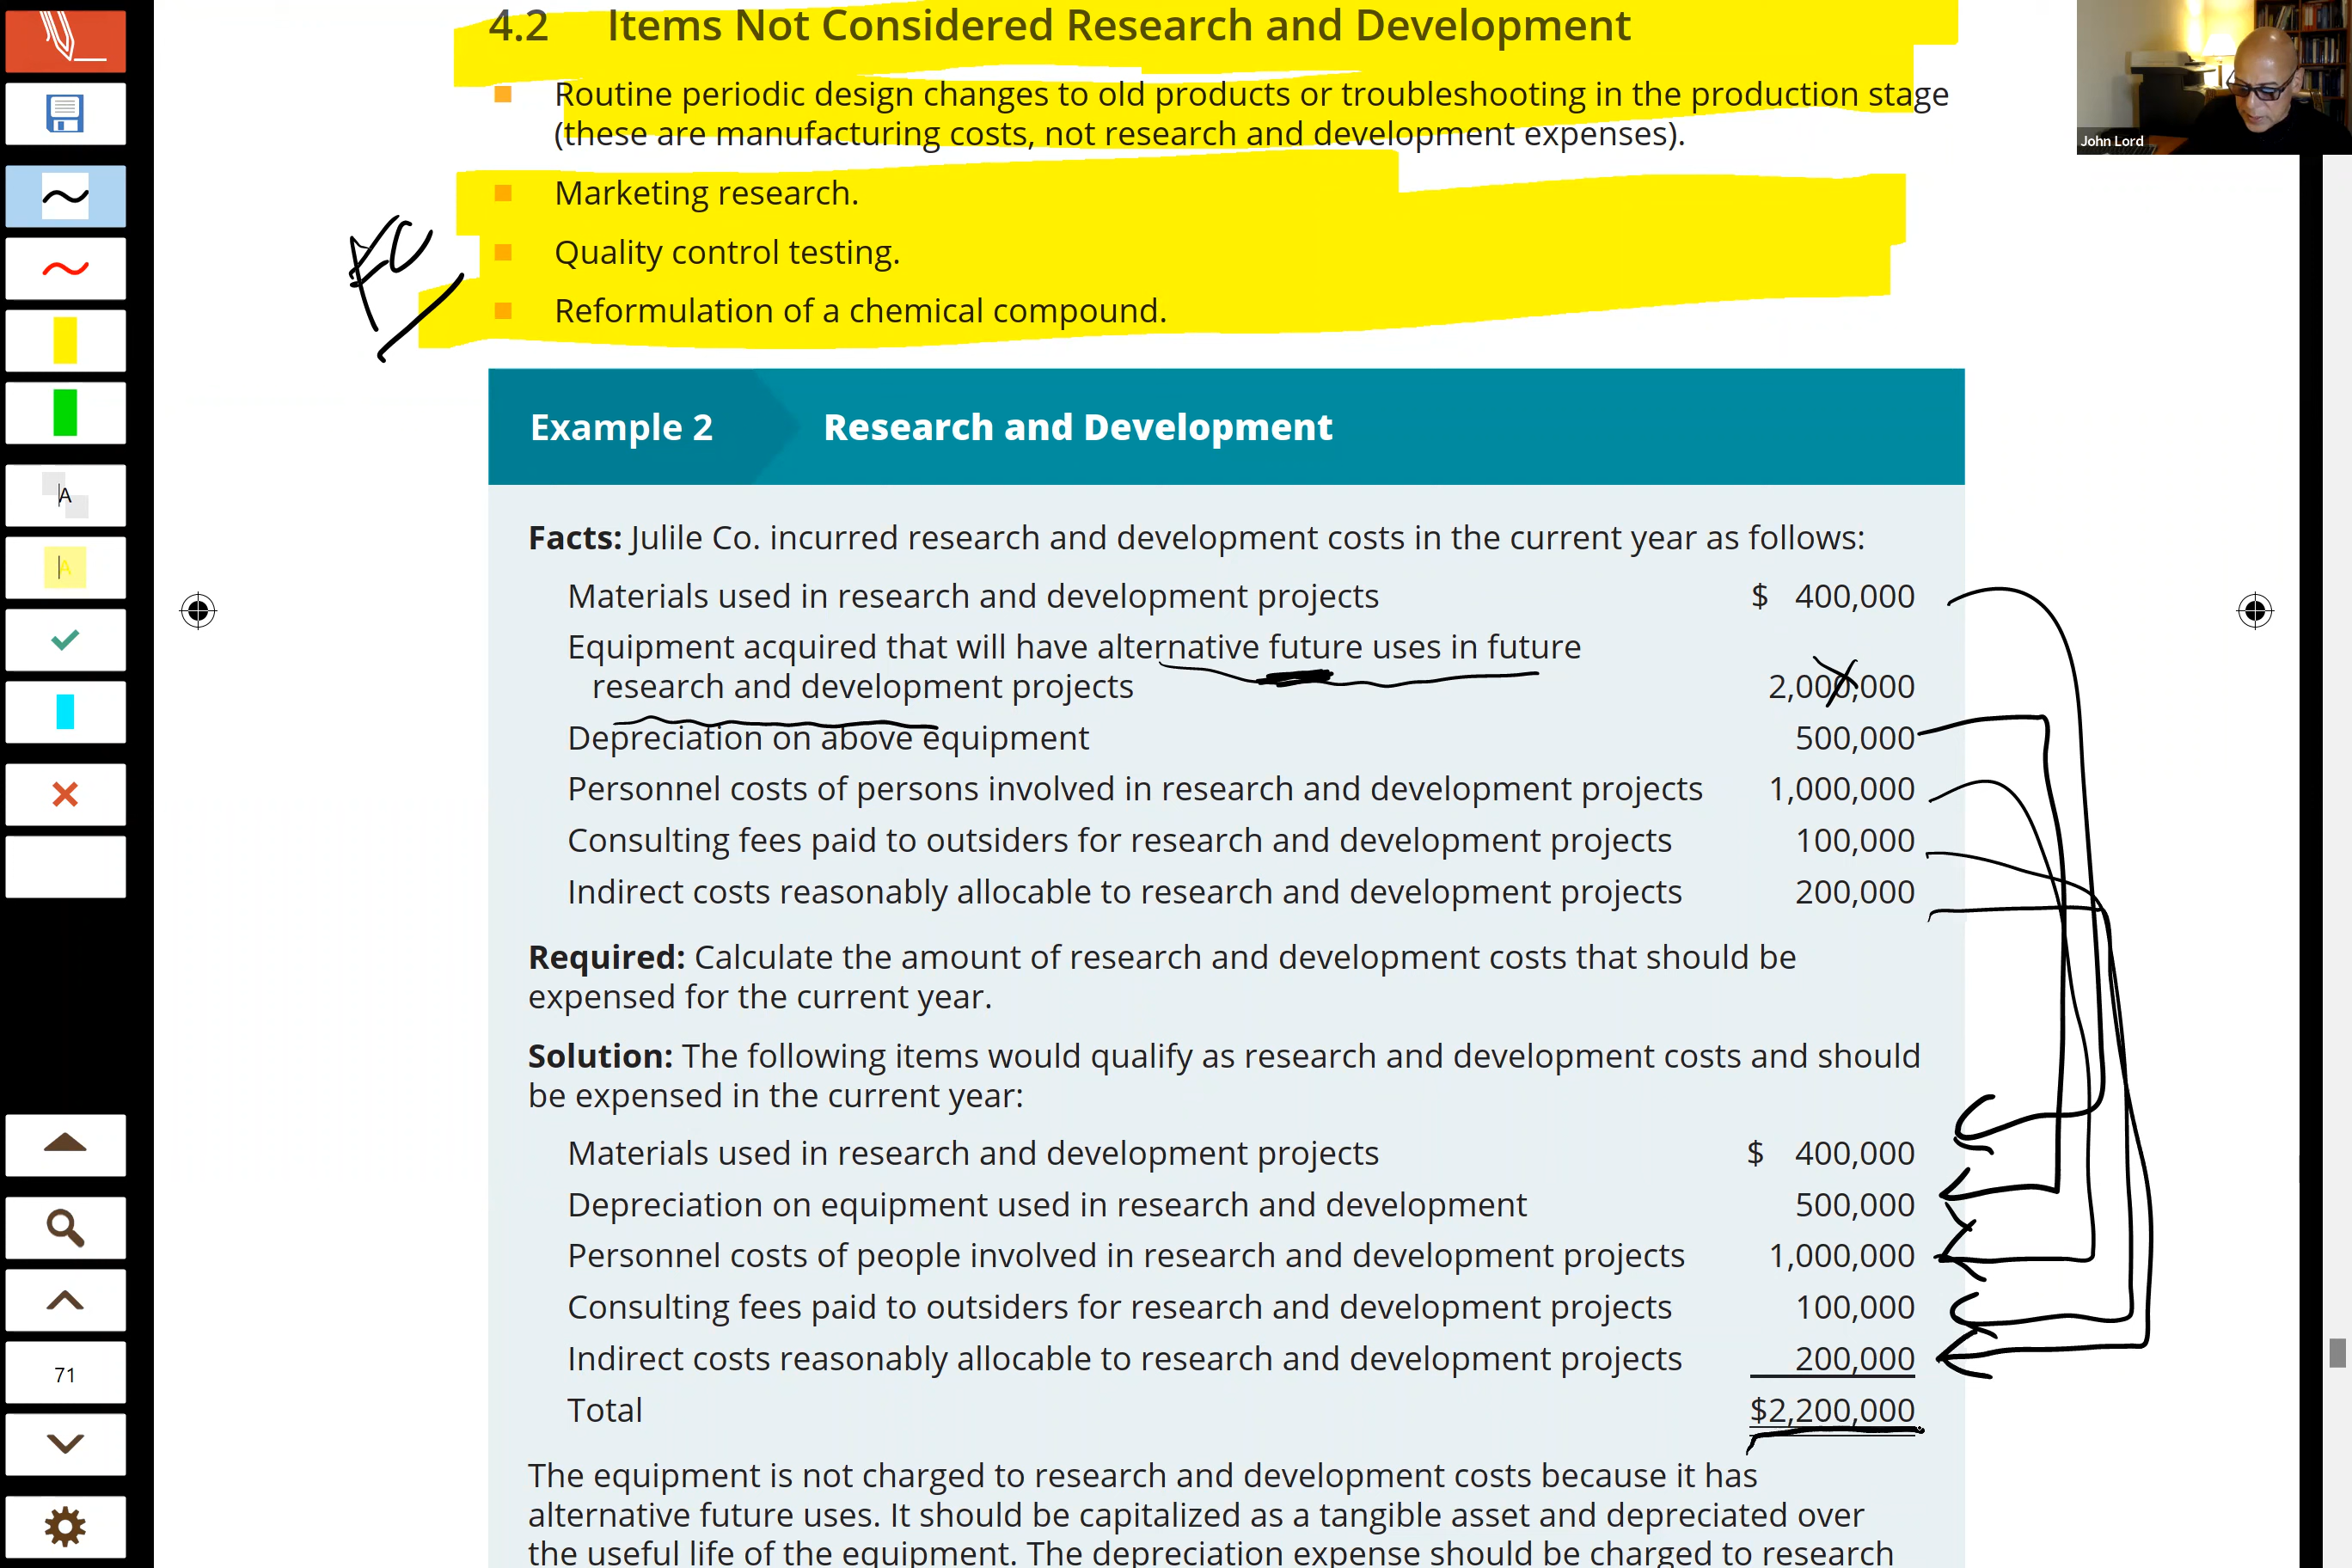 4.2 Items Not Considered Research and Development
Routine periodic design changes to old products or troubleshooting in the production stage
(these are manufacturing costs, not research and development expenses).
John Lord
Marketing research.
Quality control testing.
Reformulation of a chemical compound.
Example 2 Research and Development
A
A
Facts: Julile Co. incurred research and development costs in the current year as follows:
Materials used in research and development projects $ 400,000
Equipment acquired that will have alternative future uses in future
research and development projects 2,000,000
Depreciation on above equipment 500,000
Personnel costs of persons involved in research and development projects 1,000,000
Consulting fees paid to outsiders for research and development projects 100,000
Indirect costs reasonably allocable to research and development projects 200,000
Required: Calculate the amount of research and development costs that should be
expensed for the current year.
Solution: The following items would qualify as research and development costs and should
be expensed in the current year:
Materials used in research and development projects $ 400,000
Depreciation on equipment used in research and development 500,000
Personnel costs of people involved in research and development projects 1,000,000
Consulting fees paid to outsiders for research and development projects 100,000
Indirect costs reasonably allocable to research and development projects 200,000
71
Total $2,200,000
The equipment is not charged to research and development costs because it has
alternative future uses. It should be capitalized as a tangible asset and depreciated over
the useful life of the equipment. The depreciation expense should be charged to research